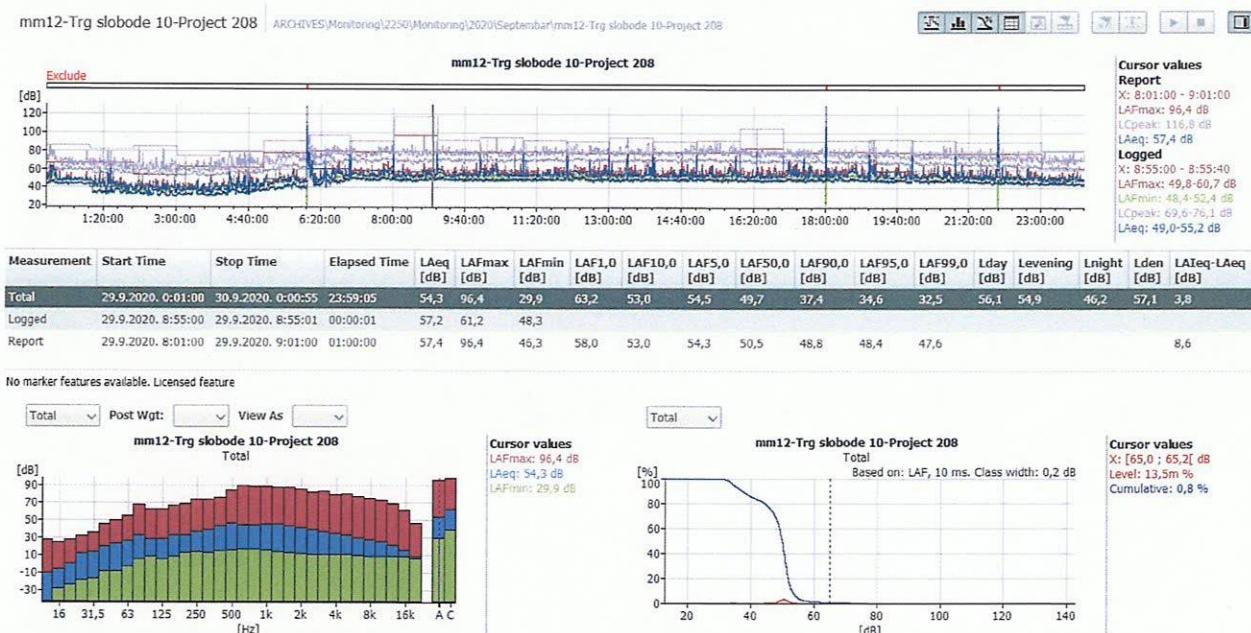 mm12-Trg slobode 10-Project 208 ARCHIVES\Monitoring\2250\Monitoring\2020\Septembar\mm12-Trg slobode 10-Project 208
mm12-Trg slobode 10-Project 208
Exclude
[dB]
120
100
80
60
40
20
1:20:00 3:00:00 4:40:00 6:20:00 8:00:00 9:40:00 11:20:00 13:00:00 14:40:00 16:20:00 18:00:00 19:40:00 21:20:00 23:00:00
Cursor values
Report
X: 8:01:00 - 9:01:00
LAFmax: 96,4 dB
LCpeak: 116,8 dB
LAeq: 57,4 dB
Logged
X: 8:55:00 - 8:55:40
LAFmax: 49,8-60,7 dB
LAFmin: 48,4-52,4 dB
LCpeak: 69,6-76,1 dB
LAeq: 49,0-55,2 dB
Measurement Start Time Stop Time Elapsed Time LAeq LAFmax LAFmin LAF1,0 LAF10,0 LAF5,0 LAF50,0 LAF90,0 LAF95,0 LAF99,0 Lday Levening Lnight Lden LAIeq-LAeq
[dB] [dB] [dB] [dB] [dB] [dB] [dB] [dB] [dB] [dB] [dB] [dB] [dB] [dB] [dB]
Total 29.9.2020. 0:01:00 30.9.2020. 0:00:55 23:59:05 54,3 96,4 29,9 63,2 53,0 54,5 49,7 37,4 34,6 32,5 56,1 54,9 46,2 57,1 3,8
Logged 29.9.2020. 8:55:00 29.9.2020. 8:55:01 00:00:01 57,2 61,2 48,3
Report 29.9.2020. 8:01:00 29.9.2020. 9:01:00 01:00:00 57,4 96,4 46,3 58,0 53,0 54,3 50,5 48,8 48,4 47,6 8,6
No marker features available. Licensed feature
Total Post Wgt: View As
mm12-Trg slobode 10-Project 208
Total
[dB]
90
70
50
30
10
-10
-30
16 31,5 63 125 250 500 1k 2k 4k 8k 16k A C
[Hz]
Cursor values
LAFmax: 96,4 dB
LAeq: 54,3 dB
LAFmin: 29,9 dB
Total
mm12-Trg slobode 10-Project 208
Total
Based on: LAF, 10 ms. Class width: 0,2 dB
[%]
100
80
60
40
20
0
20 40 60 80 100 120 140
[dB]
Cursor values
X: [65,0 ; 65,2[ dB
Level: 13,5m %
Cumulative: 0,8 %